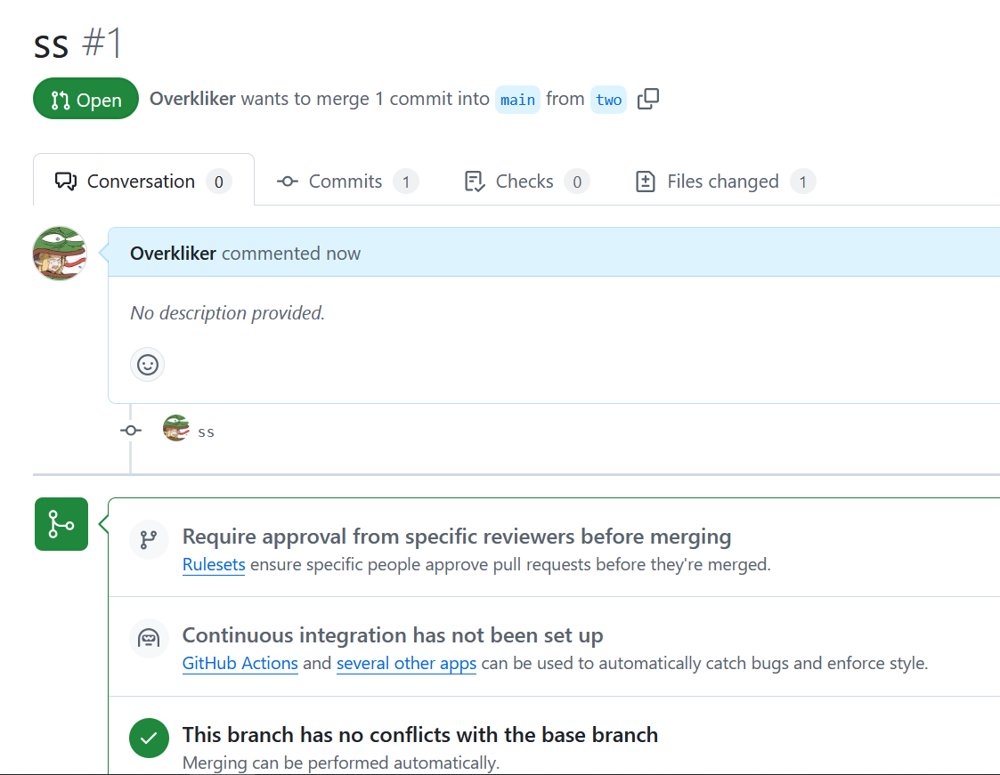 ss #1
Open Overkliker wants to merge 1 commit into main from two
Conversation 0 Commits 1 Checks 0 Files changed 1
Overkliker commented now
No description provided.
ss
Require approval from specific reviewers before merging
Rulesets ensure specific people approve pull requests before they're merged.
Continuous integration has not been set up
GitHub Actions and several other apps can be used to automatically catch bugs and enforce style.
This branch has no conflicts with the base branch
Merging can be performed automatically.